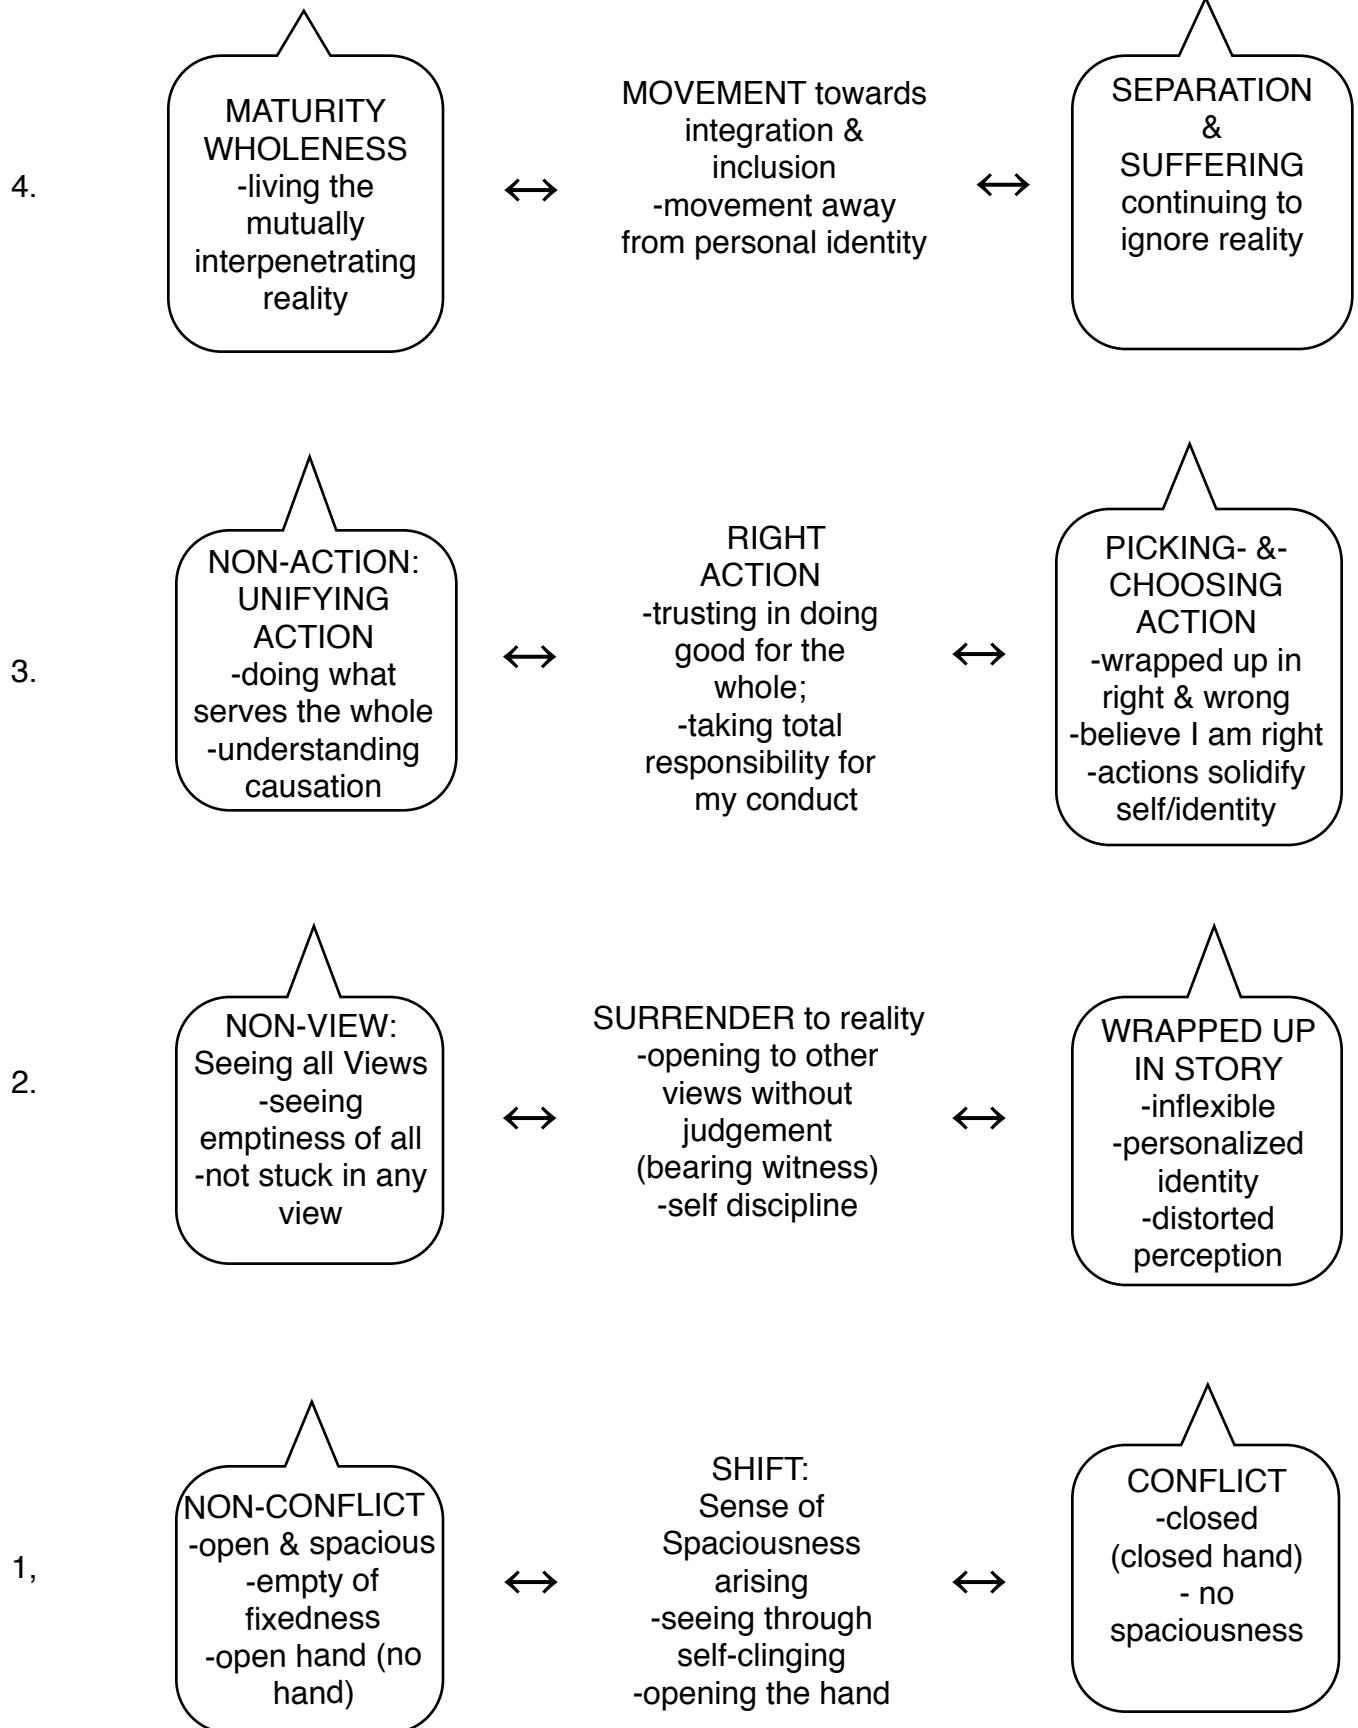 4.
MATURITY
WHOLENESS
-living the
mutually
interpenetrating
reality
MOVEMENT towards
integration &
inclusion
-movement away
from personal identity
SEPARATION
&
SUFFERING
continuing to
ignore reality
3.
NON-ACTION:
UNIFYING
ACTION
-doing what
serves the whole
-understanding
causation
RIGHT
ACTION
-trusting in doing
good for the
whole;
-taking total
responsibility for
my conduct
PICKING- &-
CHOOSING
ACTION
-wrapped up in
right & wrong
-believe I am right
-actions solidify
self/identity
2.
NON-VIEW:
Seeing all Views
-seeing
emptiness of all
-not stuck in any
view
SURRENDER to reality
-opening to other
views without
judgement
(bearing witness)
-self discipline
WRAPPED UP
IN STORY
-inflexible
-personalized
identity
-distorted
perception
1,
NON-CONFLICT
-open & spacious
-empty of
fixedness
-open hand (no
hand)
SHIFT:
Sense of
Spaciousness
arising
-seeing through
self-clinging
-opening the hand
CONFLICT
-closed
(closed hand)
- no
spaciousness